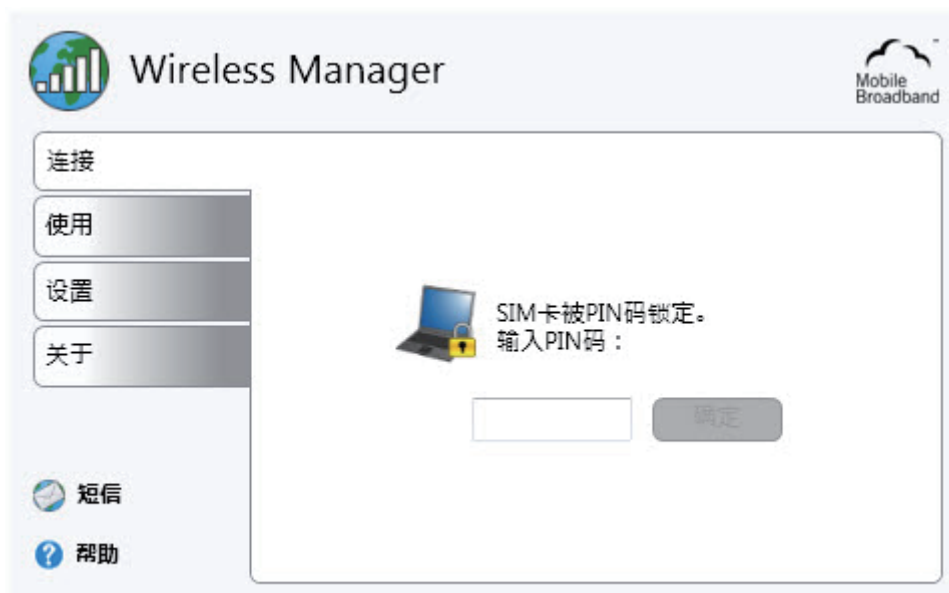 Wireless Manager
Mobile
Broadband
连接
使用
设置
关于
SIM卡被PIN码锁定。
输入PIN码：
确定
短信
帮助